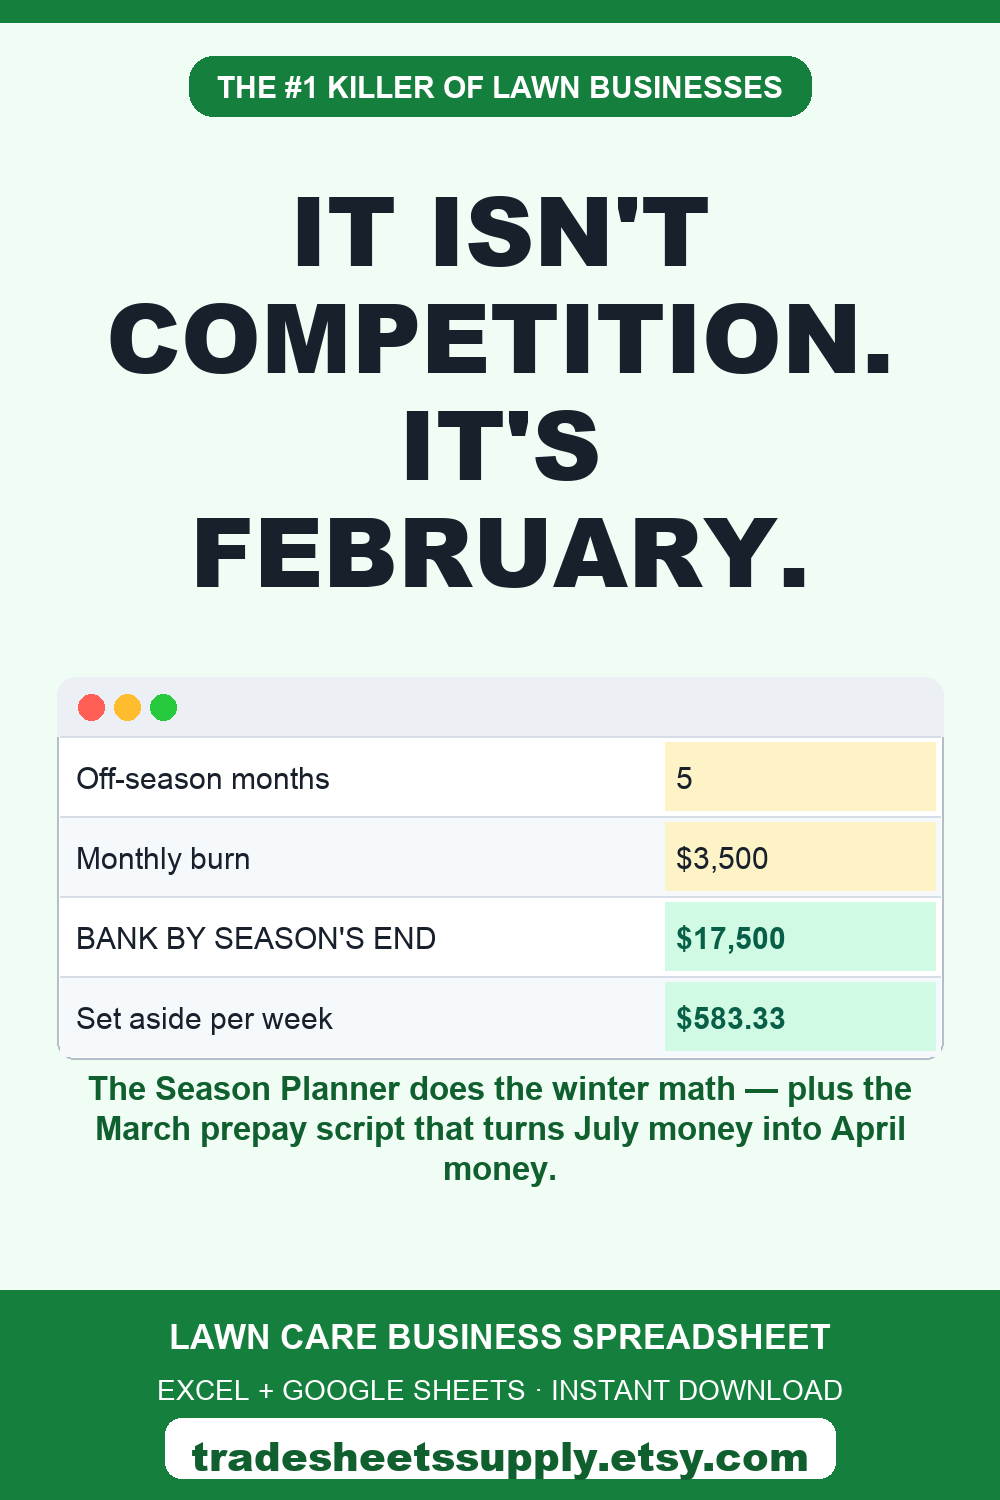 THE #1 KILLER OF LAWN BUSINESSES
IT ISN'T
COMPETITION.
IT'S
FEBRUARY.
Off-season months 5
Monthly burn $3,500
BANK BY SEASON'S END $17,500
Set aside per week $583.33
The Season Planner does the winter math — plus the
March prepay script that turns July money into April
money.
LAWN CARE BUSINESS SPREADSHEET
EXCEL + GOOGLE SHEETS · INSTANT DOWNLOAD
tradesheetssupply.etsy.com